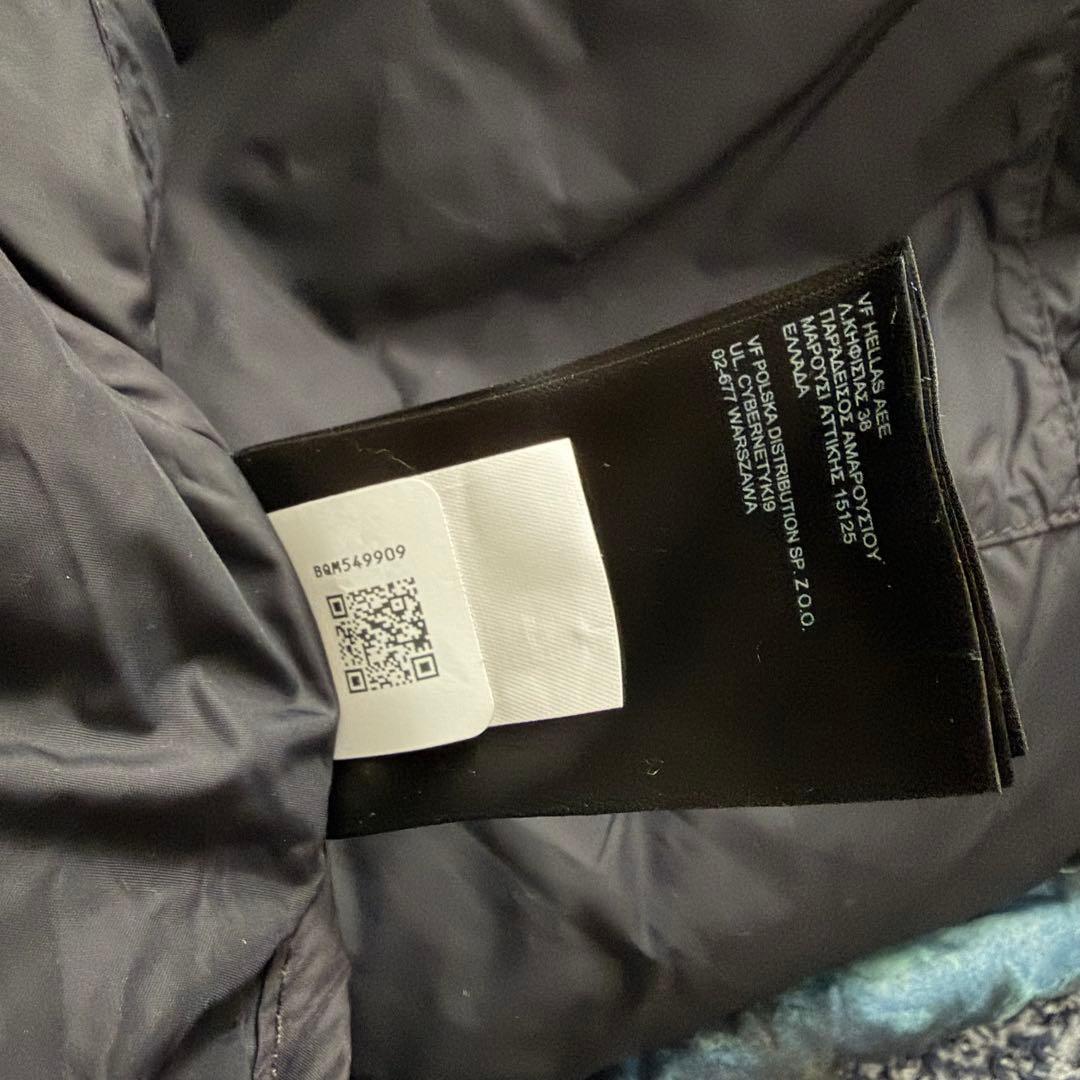 VF HELLAS AEE
Λ.ΚΗΦΙΣΙΑΣ 38
ΠΑΡΑΔΕΙΣΟΣ ΑΜΑΡΟΥΣΙΟΥ
ΜΑΡΟΥΣΙ ΑΤΤΙΚΗΣ 15125
ΕΛΛΑΔΑ
VF POLSKA DISTRIBUTION SP. Z O.O.
UL. CYBERNETYKI9
02-677 WARSZAWA
BQM549909